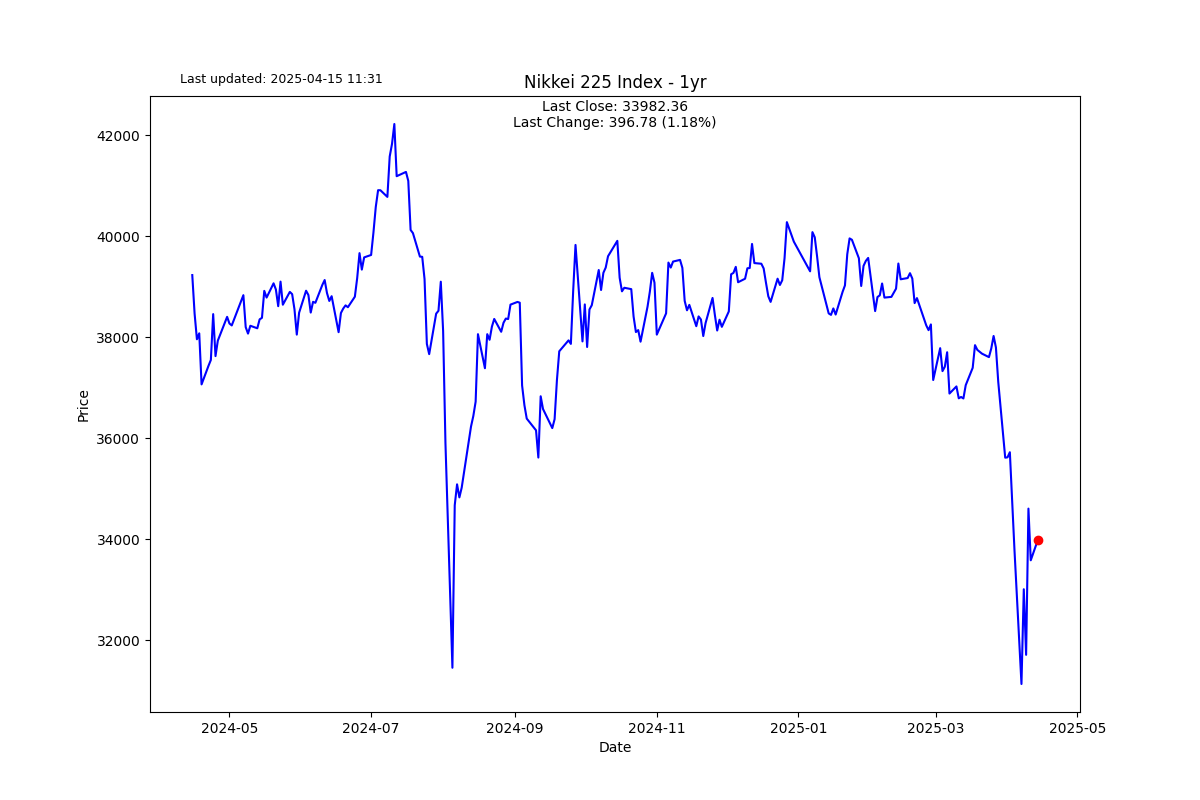 Last updated: 2025-04-15 11:31
Nikkei 225 Index - 1yr
Last Close: 33982.36
Last Change: 396.78 (1.18%)
42000
40000
38000
36000
34000
32000
Price
2024-05
2024-07
2024-09
2024-11
2025-01
2025-03
2025-05
Date